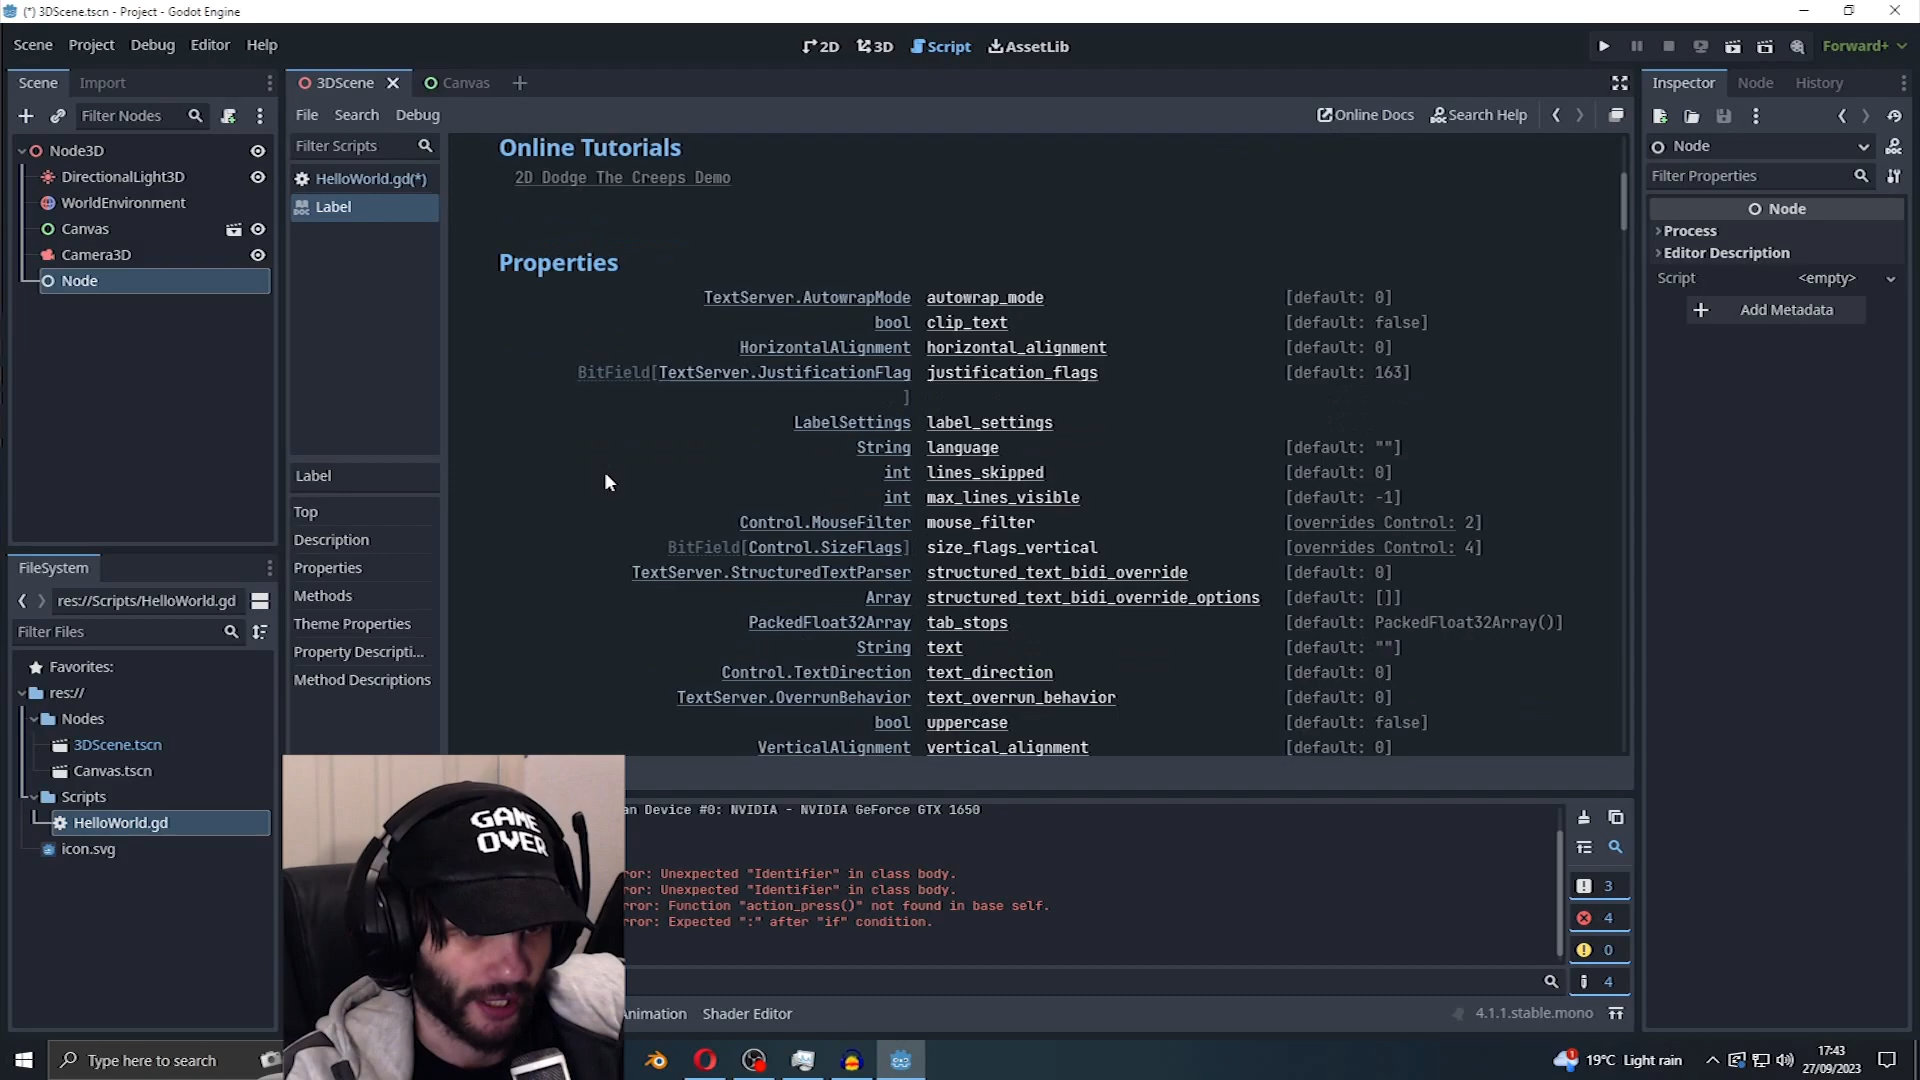 (*) 3DScene.tscn - Project - Godot Engine
Scene Project Debug Editor Help
2D 3D Script AssetLib
Forward+
Scene Import
3DScene Canvas
Inspector Node History
Filter Nodes
File Search Debug
Online Docs Search Help
Node3D
Filter Scripts
Online Tutorials
Node
DirectionalLight3D
HelloWorld.gd(*)
2D Dodge The Creeps Demo
Filter Properties
WorldEnvironment
Label
Node
Canvas
Process
Camera3D
Properties
Editor Description
Node
Script <empty>
Add Metadata
TextServer.AutowrapMode autowrap_mode [default: 0]
bool clip_text [default: false]
HorizontalAlignment horizontal_alignment [default: 0]
BitField[TextServer.JustificationFlag justification_flags [default: 163]
]
LabelSettings label_settings
String language [default: ""]
int lines_skipped [default: 0]
int max_lines_visible [default: -1]
Control.MouseFilter mouse_filter [overrides Control: 2]
BitField[Control.SizeFlags] size_flags_vertical [overrides Control: 4]
TextServer.StructuredTextParser structured_text_bidi_override [default: 0]
Array structured_text_bidi_override_options [default: []]
PackedFloat32Array tab_stops [default: PackedFloat32Array()]
String text [default: ""]
Control.TextDirection text_direction [default: 0]
TextServer.OverrunBehavior text_overrun_behavior [default: 0]
bool uppercase [default: false]
VerticalAlignment vertical_alignment [default: 0]
Label
Top
Description
Properties
Methods
Theme Properties
Property Descripti...
Method Descriptions
FileSystem
res://Scripts/HelloWorld.gd
Filter Files
Favorites:
res://
Nodes
3DScene.tscn
Canvas.tscn
Scripts
HelloWorld.gd
icon.svg
GAME
OVER
an Device #0: NVIDIA - NVIDIA GeForce GTX 1650
ror: Unexpected "Identifier" in class body.
ror: Unexpected "Identifier" in class body.
ror: Function "action_press()" not found in base self.
rror: Expected ":" after "if" condition.
3
4
0
4
nimation Shader Editor
4.1.1.stable.mono
Type here to search
1
19°C Light rain
17:43
27/09/2023